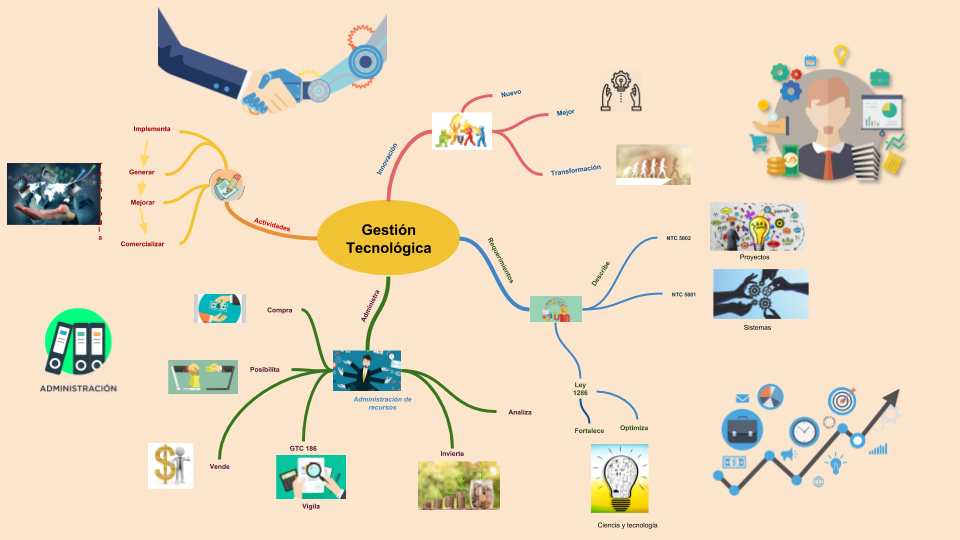 Gestión
Tecnológica
Innovación
Nuevo
Mejor
Transformación
Actividades
Implementa
Generar
Mejorar
Comercializar
Requerimientos
Describe
NTC 5802
Proyectos
NTC 5801
Sistemas
Ley
1286
Fortalece
Optimiza
Ciencia y tecnología
Administra
Administración de
recursos
Compra
Posibilita
Vende
GTC 186
Vigila
Invierte
Analiza
ADMINISTRACIÓN